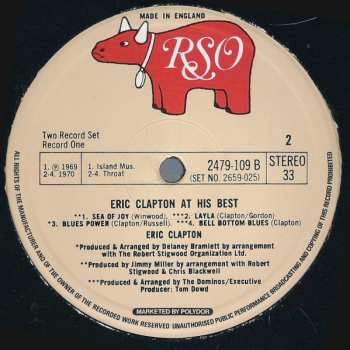 MADE IN ENGLAND
RSO
Two Record Set
Record One
2
1. ℗ 1969
2-4. 1970
1. Island Mus.
2-4. Throat
2479-109 B
(SET NO. 2659-025)
STEREO
33
ERIC CLAPTON AT HIS BEST
**1. SEA OF JOY (Winwood). ***2. LAYLA (Clapton/Gordon)
*3. BLUES POWER (Clapton/Russell). ***4. BELL BOTTOM BLUES (Clapton)
ERIC CLAPTON
*Produced & Arranged by Delaney Bramlett by arrangement
with The Robert Stigwood Organization Ltd.
**Produced by Jimmy Miller by arrangement with Robert
Stigwood & Chris Blackwell
***Produced & Arranged by The Dominos/Executive
Producer: Tom Dowd
MARKETED BY POLYDOR
ALL RIGHTS OF THE MANUFACTURER AND OF THE OWNER OF THE RECORDED WORK RESERVED UNAUTHORISED PUBLIC PERFORMANCE BROADCASTING AND COPYING OF THIS RECORD PROHIBITED